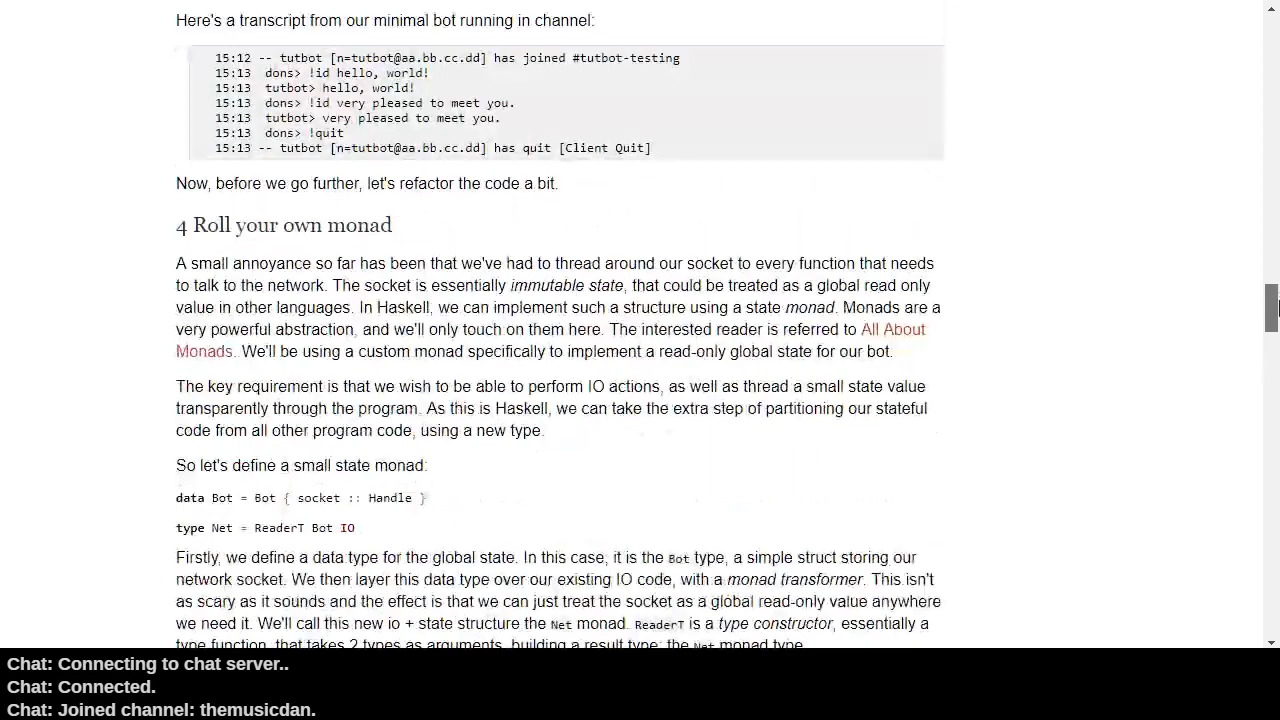 Here's a transcript from our minimal bot running in channel:
15:12 -- tutbot [n=tutbot@aa.bb.cc.dd] has joined #tutbot-testing
15:13  dons> !id hello, world!
15:13  tutbot> hello, world!
15:13  dons> !id very pleased to meet you.
15:13  tutbot> very pleased to meet you.
15:13  dons> !quit
15:13 -- tutbot [n=tutbot@aa.bb.cc.dd] has quit [Client Quit]
Now, before we go further, let's refactor the code a bit.
4 Roll your own monad
A small annoyance so far has been that we've had to thread around our socket to every function that needs
to talk to the network. The socket is essentially immutable state, that could be treated as a global read only
value in other languages. In Haskell, we can implement such a structure using a state monad. Monads are a
very powerful abstraction, and we'll only touch on them here. The interested reader is referred to All About
Monads. We'll be using a custom monad specifically to implement a read-only global state for our bot.
The key requirement is that we wish to be able to perform IO actions, as well as thread a small state value
transparently through the program. As this is Haskell, we can take the extra step of partitioning our stateful
code from all other program code, using a new type.
So let's define a small state monad:
data Bot = Bot { socket :: Handle }
type Net = ReaderT Bot IO
Firstly, we define a data type for the global state. In this case, it is the Bot type, a simple struct storing our
network socket. We then layer this data type over our existing IO code, with a monad transformer. This isn't
as scary as it sounds and the effect is that we can just treat the socket as a global read-only value anywhere
we need it. We'll call this new io + state structure the Net monad. ReaderT is a type constructor, essentially a
type function, that takes 2 types as arguments, building a result type: the Net monad type.
Chat: Connecting to chat server..
Chat: Connected.
Chat: Joined channel: themusicdan.